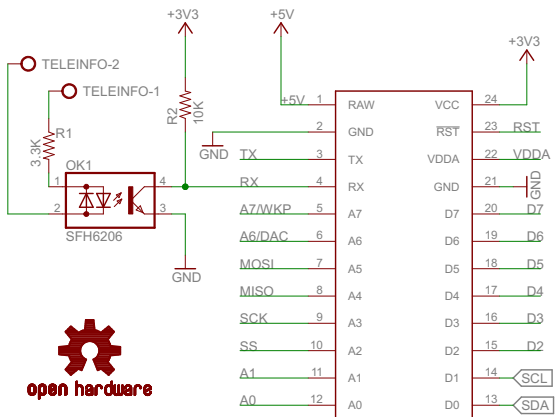 +3V3
+5V
+3V3
TELEINFO-2
TELEINFO-1
R1
3.3K
R2
10K
OK1
1
2
4
3
SFH6206
GND
GND
+5V 1 RAW VCC 24
2 GND RST 23 RST
TX 3 TX VDDA 22 VDDA
RX 4 RX GND 21 GND
A7/WKP 5 A7 D7 20 D7
A6/DAC 6 A6 D6 19 D6
MOSI 7 A5 D5 18 D5
MISO 8 A4 D4 17 D4
SCK 9 A3 D3 16 D3
SS 10 A2 D2 15 D2
A1 11 A1 D1 14 SCL
A0 12 A0 D0 13 SDA
open hardware